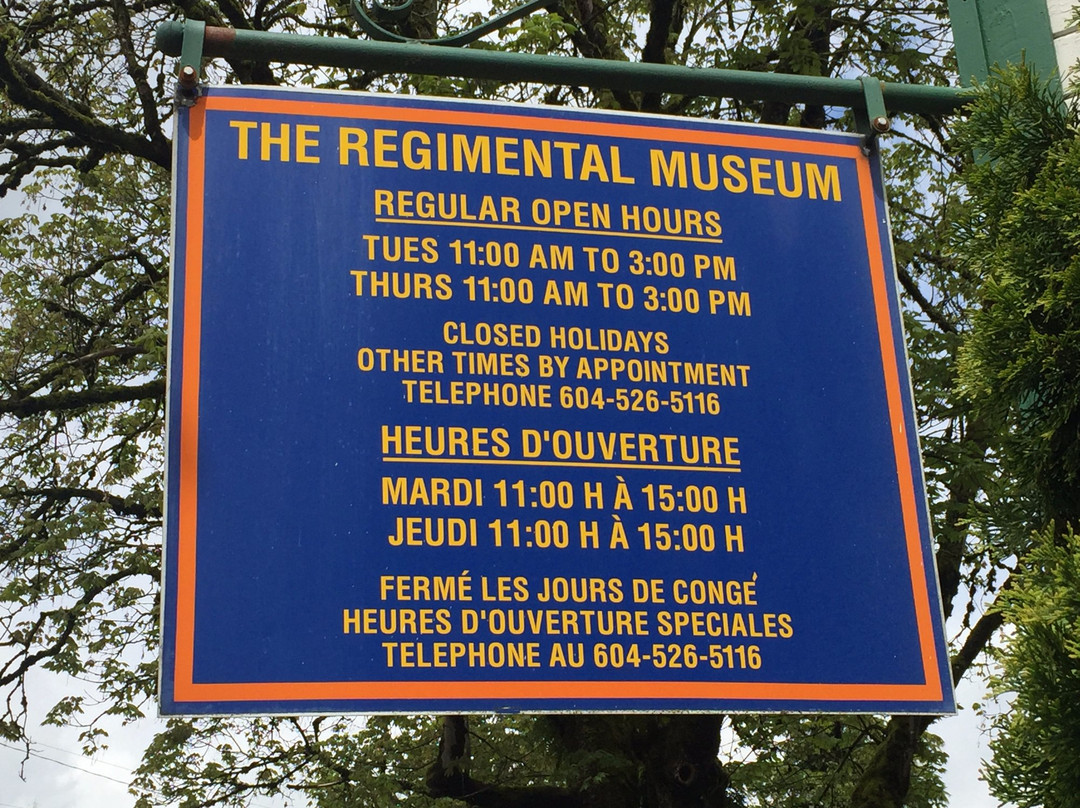 THE REGIMENTAL MUSEUM
REGULAR OPEN HOURS
TUES 11:00 AM TO 3:00 PM
THURS 11:00 AM TO 3:00 PM
CLOSED HOLIDAYS
OTHER TIMES BY APPOINTMENT
TELEPHONE 604-526-5116
HEURES D'OUVERTURE
MARDI 11:00 H À 15:00 H
JEUDI 11:00 H À 15:00 H
FERMÉ LES JOURS DE CONGÉ
HEURES D'OUVERTURE SPECIALES
TELEPHONE AU 604-526-5116